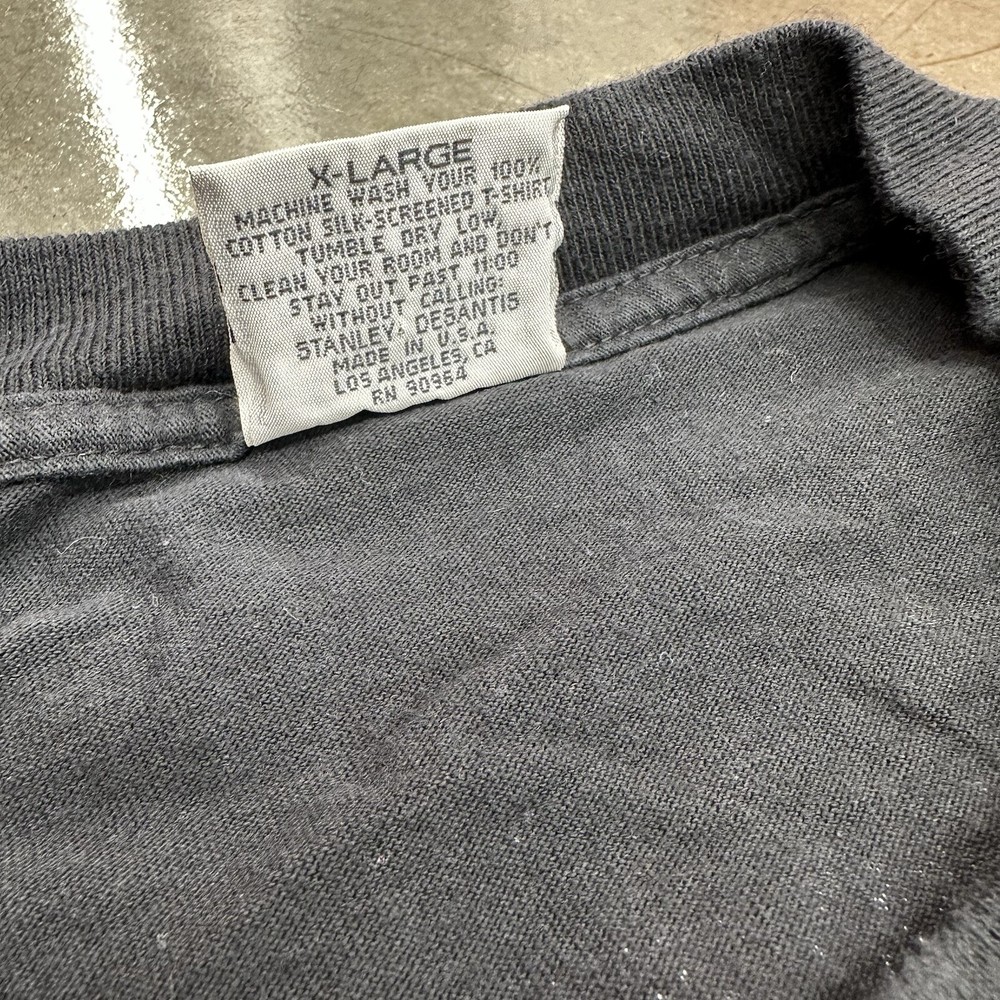 X-LARGE
MACHINE WASH YOUR 100%
COTTON SILK-SCREENED T-SHIRT
TUMBLE DRY LOW,
CLEAN YOUR ROOM AND DON'T
STAY OUT PAST 11:00
WITHOUT CALLING:
STANLEY, DESANTIS
MADE IN U.S.A.
LOS ANGELES, CA
RN 90964